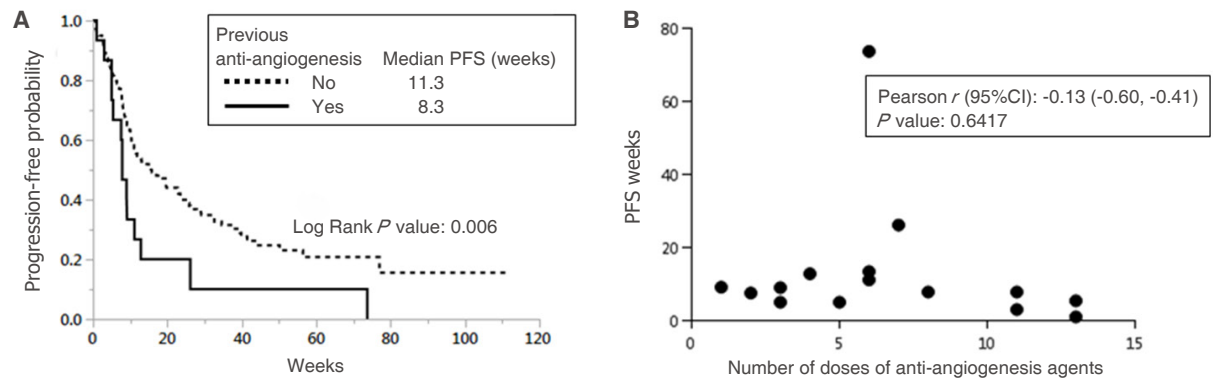 A
Progression-free probability
1.0
0.8
0.6
0.4
0.2
0.0
Previous
anti-angiogenesis Median PFS (weeks)
No 11.3
Yes 8.3
Log Rank P value: 0.006
0 20 40 60 80 100 120
Weeks
B
PFS weeks
80
60
40
20
0
Pearson r (95%CI): -0.13 (-0.60, -0.41)
P value: 0.6417
0 5 10 15
Number of doses of anti-angiogenesis agents